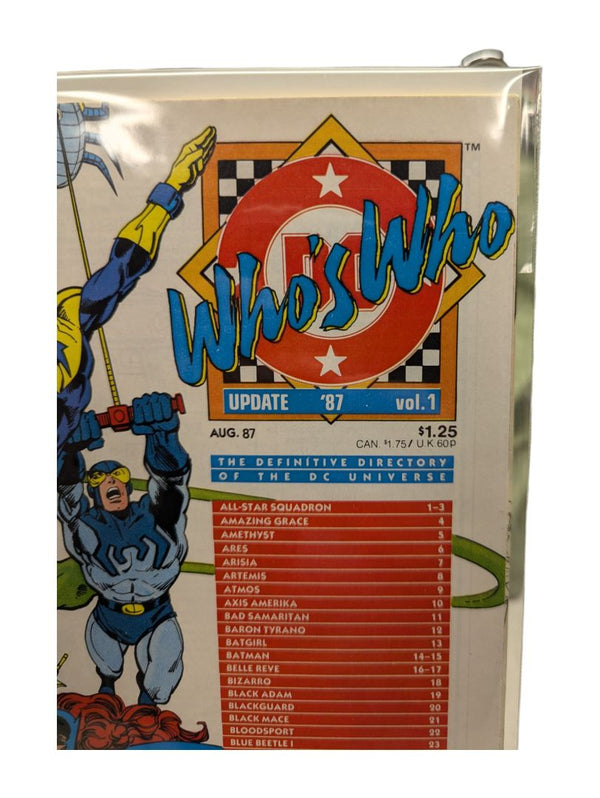 TM
DC
Who's Who
UPDATE '87 vol.1
AUG. 87
$1.25
CAN. $1.75/ U.K. 60p
THE DEFINITIVE DIRECTORY
OF THE DC UNIVERSE
ALL-STAR SQUADRON 1–3
AMAZING GRACE 4
AMETHYST 5
ARES 6
ARISIA 7
ARTEMIS 8
ATMOS 9
AXIS AMERIKA 10
BAD SAMARITAN 11
BARON TYRANO 12
BATGIRL 13
BATMAN 14–15
BELLE REVE 16–17
BIZARRO 18
BLACK ADAM 19
BLACKGUARD 20
BLACK MACE 21
BLOODSPORT 22
BLUE BEETLE I 23